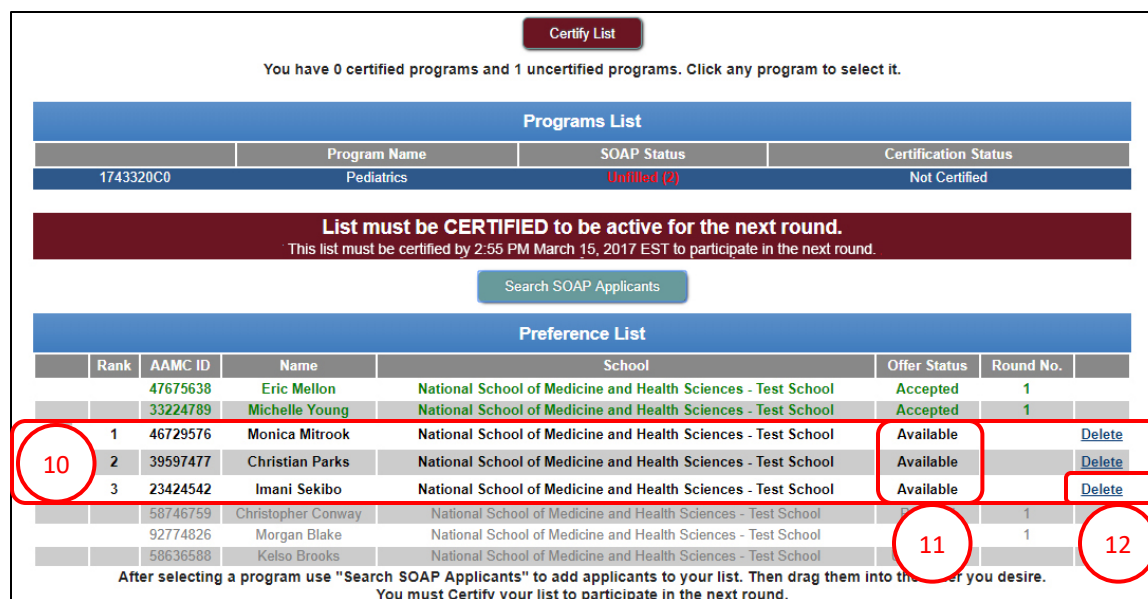 Certify List
You have 0 certified programs and 1 uncertified programs. Click any program to select it.
Programs List
Program Name SOAP Status Certification Status
1743320C0 Pediatrics Unfilled (2) Not Certified
List must be CERTIFIED to be active for the next round.
This list must be certified by 2:55 PM March 15, 2017 EST to participate in the next round.
Search SOAP Applicants
Preference List
Rank AAMC ID Name School Offer Status Round No.
47675638 Eric Mellon National School of Medicine and Health Sciences - Test School Accepted 1
33224789 Michelle Young National School of Medicine and Health Sciences - Test School Accepted 1
1 46729576 Monica Mitrook National School of Medicine and Health Sciences - Test School Available Delete
10 2 39597477 Christian Parks National School of Medicine and Health Sciences - Test School Available Delete
3 23424542 Imani Sekibo National School of Medicine and Health Sciences - Test School Available Delete
58746759 Christopher Conway National School of Medicine and Health Sciences - Test School 1
92774826 Morgan Blake National School of Medicine and Health Sciences - Test School 11 1 12
58636588 Kelso Brooks National School of Medicine and Health Sciences - Test School
After selecting a program use "Search SOAP Applicants" to add applicants to your list. Then drag them into you desire.
You must Certify your list to participate in the next round.